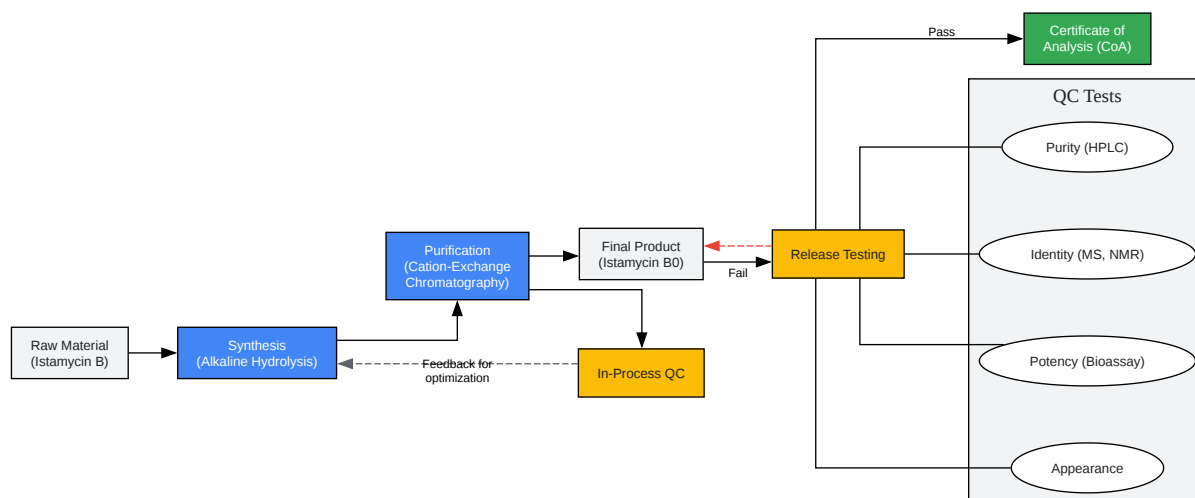 Raw Material
(Istamycin B)
Synthesis
(Alkaline Hydrolysis)
Purification
(Cation-Exchange
Chromatography)
Feedback for
optimization
In-Process QC
Final Product
(Istamycin B0)
Fail
Release Testing
Pass
Certificate of
Analysis (CoA)
QC Tests
Purity (HPLC)
Identity (MS, NMR)
Potency (Bioassay)
Appearance